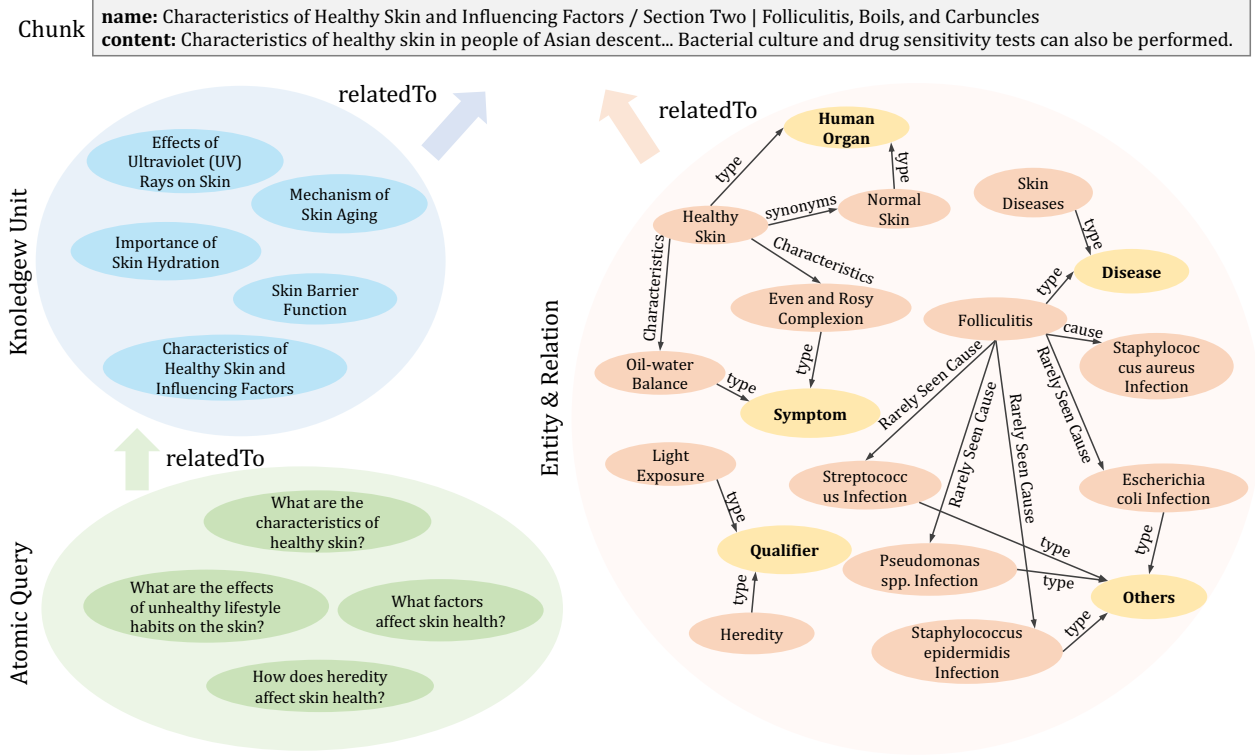 Chunk
name: Characteristics of Healthy Skin and Influencing Factors / Section Two | Folliculitis, Boils, and Carbuncles
content: Characteristics of healthy skin in people of Asian descent... Bacterial culture and drug sensitivity tests can also be performed.
relatedTo
Knoledgew Unit
Effects of
Ultraviolet (UV)
Rays on Skin
Mechanism of
Skin Aging
Importance of
Skin Hydration
Skin Barrier
Function
Characteristics of
Healthy Skin and
Influencing Factors
relatedTo
Atomic Query
What are the
characteristics of
healthy skin?
What are the effects
of unhealthy lifestyle
habits on the skin?
What factors
affect skin health?
How does heredity
affect skin health?
relatedTo
Entity & Relation
Human
Organ
type
type
Healthy
Skin
synonyms
Normal
Skin
Skin
Diseases
type
Disease
Characteristics
Characteristics
Even and Rosy
Complexion
type
Folliculitis
cause
Staphylococ
cus aureus
Infection
Oil-water
Balance
type
type
Symptom
Rarely Seen Cause
Rarely Seen Cause
Rarely Seen Cause
Rarely Seen Cause
Light
Exposure
type
Streptococc
us Infection
Escherichia
coli Infection
Qualifier
type
type
type
Pseudomonas
spp. Infection
type
Others
Heredity
Staphylococcus
epidermidis
Infection
type